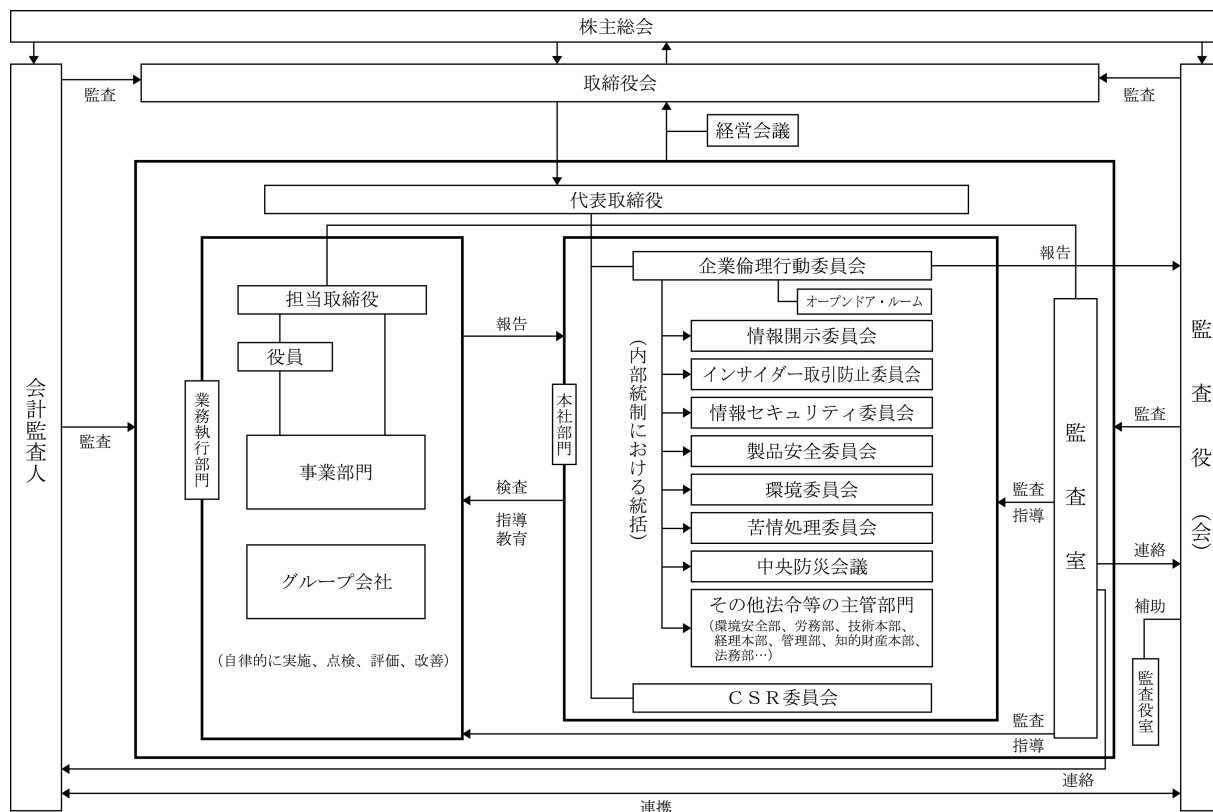 株主総会
取締役会
監査
監査
経営会議
代表取締役
企業倫理行動委員会
報告
オープンドア・ルーム
担当取締役
役員
報告
情報開示委員会
インサイダー取引防止委員会
情報セキュリティ委員会
製品安全委員会
環境委員会
苦情処理委員会
中央防災会議
その他法令等の主管部門
（環境安全部、労務部、技術本部、
経理本部、管理部、知的財産本部、
法務部…）
ＣＳＲ委員会
（内部統制における統括）
本社部門
業務執行部門
事業部門
グループ会社
（自律的に実施、点検、評価、改善）
検査
指導
教育
会計監査人
監査
監査室
監査
指導
監査
指導
監査役（会）
監査
連絡
補助
監査役室
連絡
連携